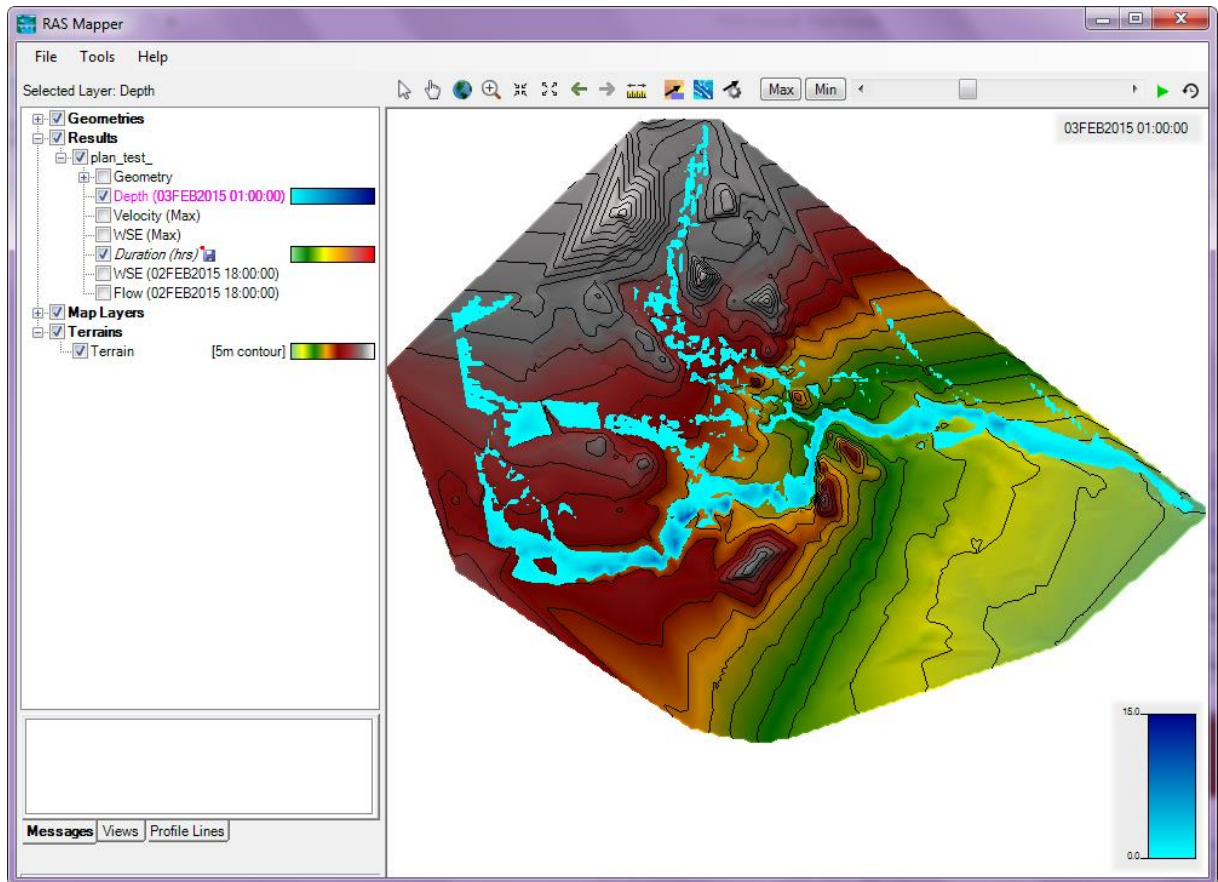 RAS Mapper
File Tools Help
Selected Layer: Depth
Max Min
Geometries
Results
plan_test_
Geometry
Depth (03FEB2015 01:00:00)
Velocity (Max)
WSE (Max)
Duration (hrs)
WSE (02FEB2015 18:00:00)
Flow (02FEB2015 18:00:00)
Map Layers
Terrains
Terrain [5m contour]
03FEB2015 01:00:00
15.0
0.0
Messages Views Profile Lines